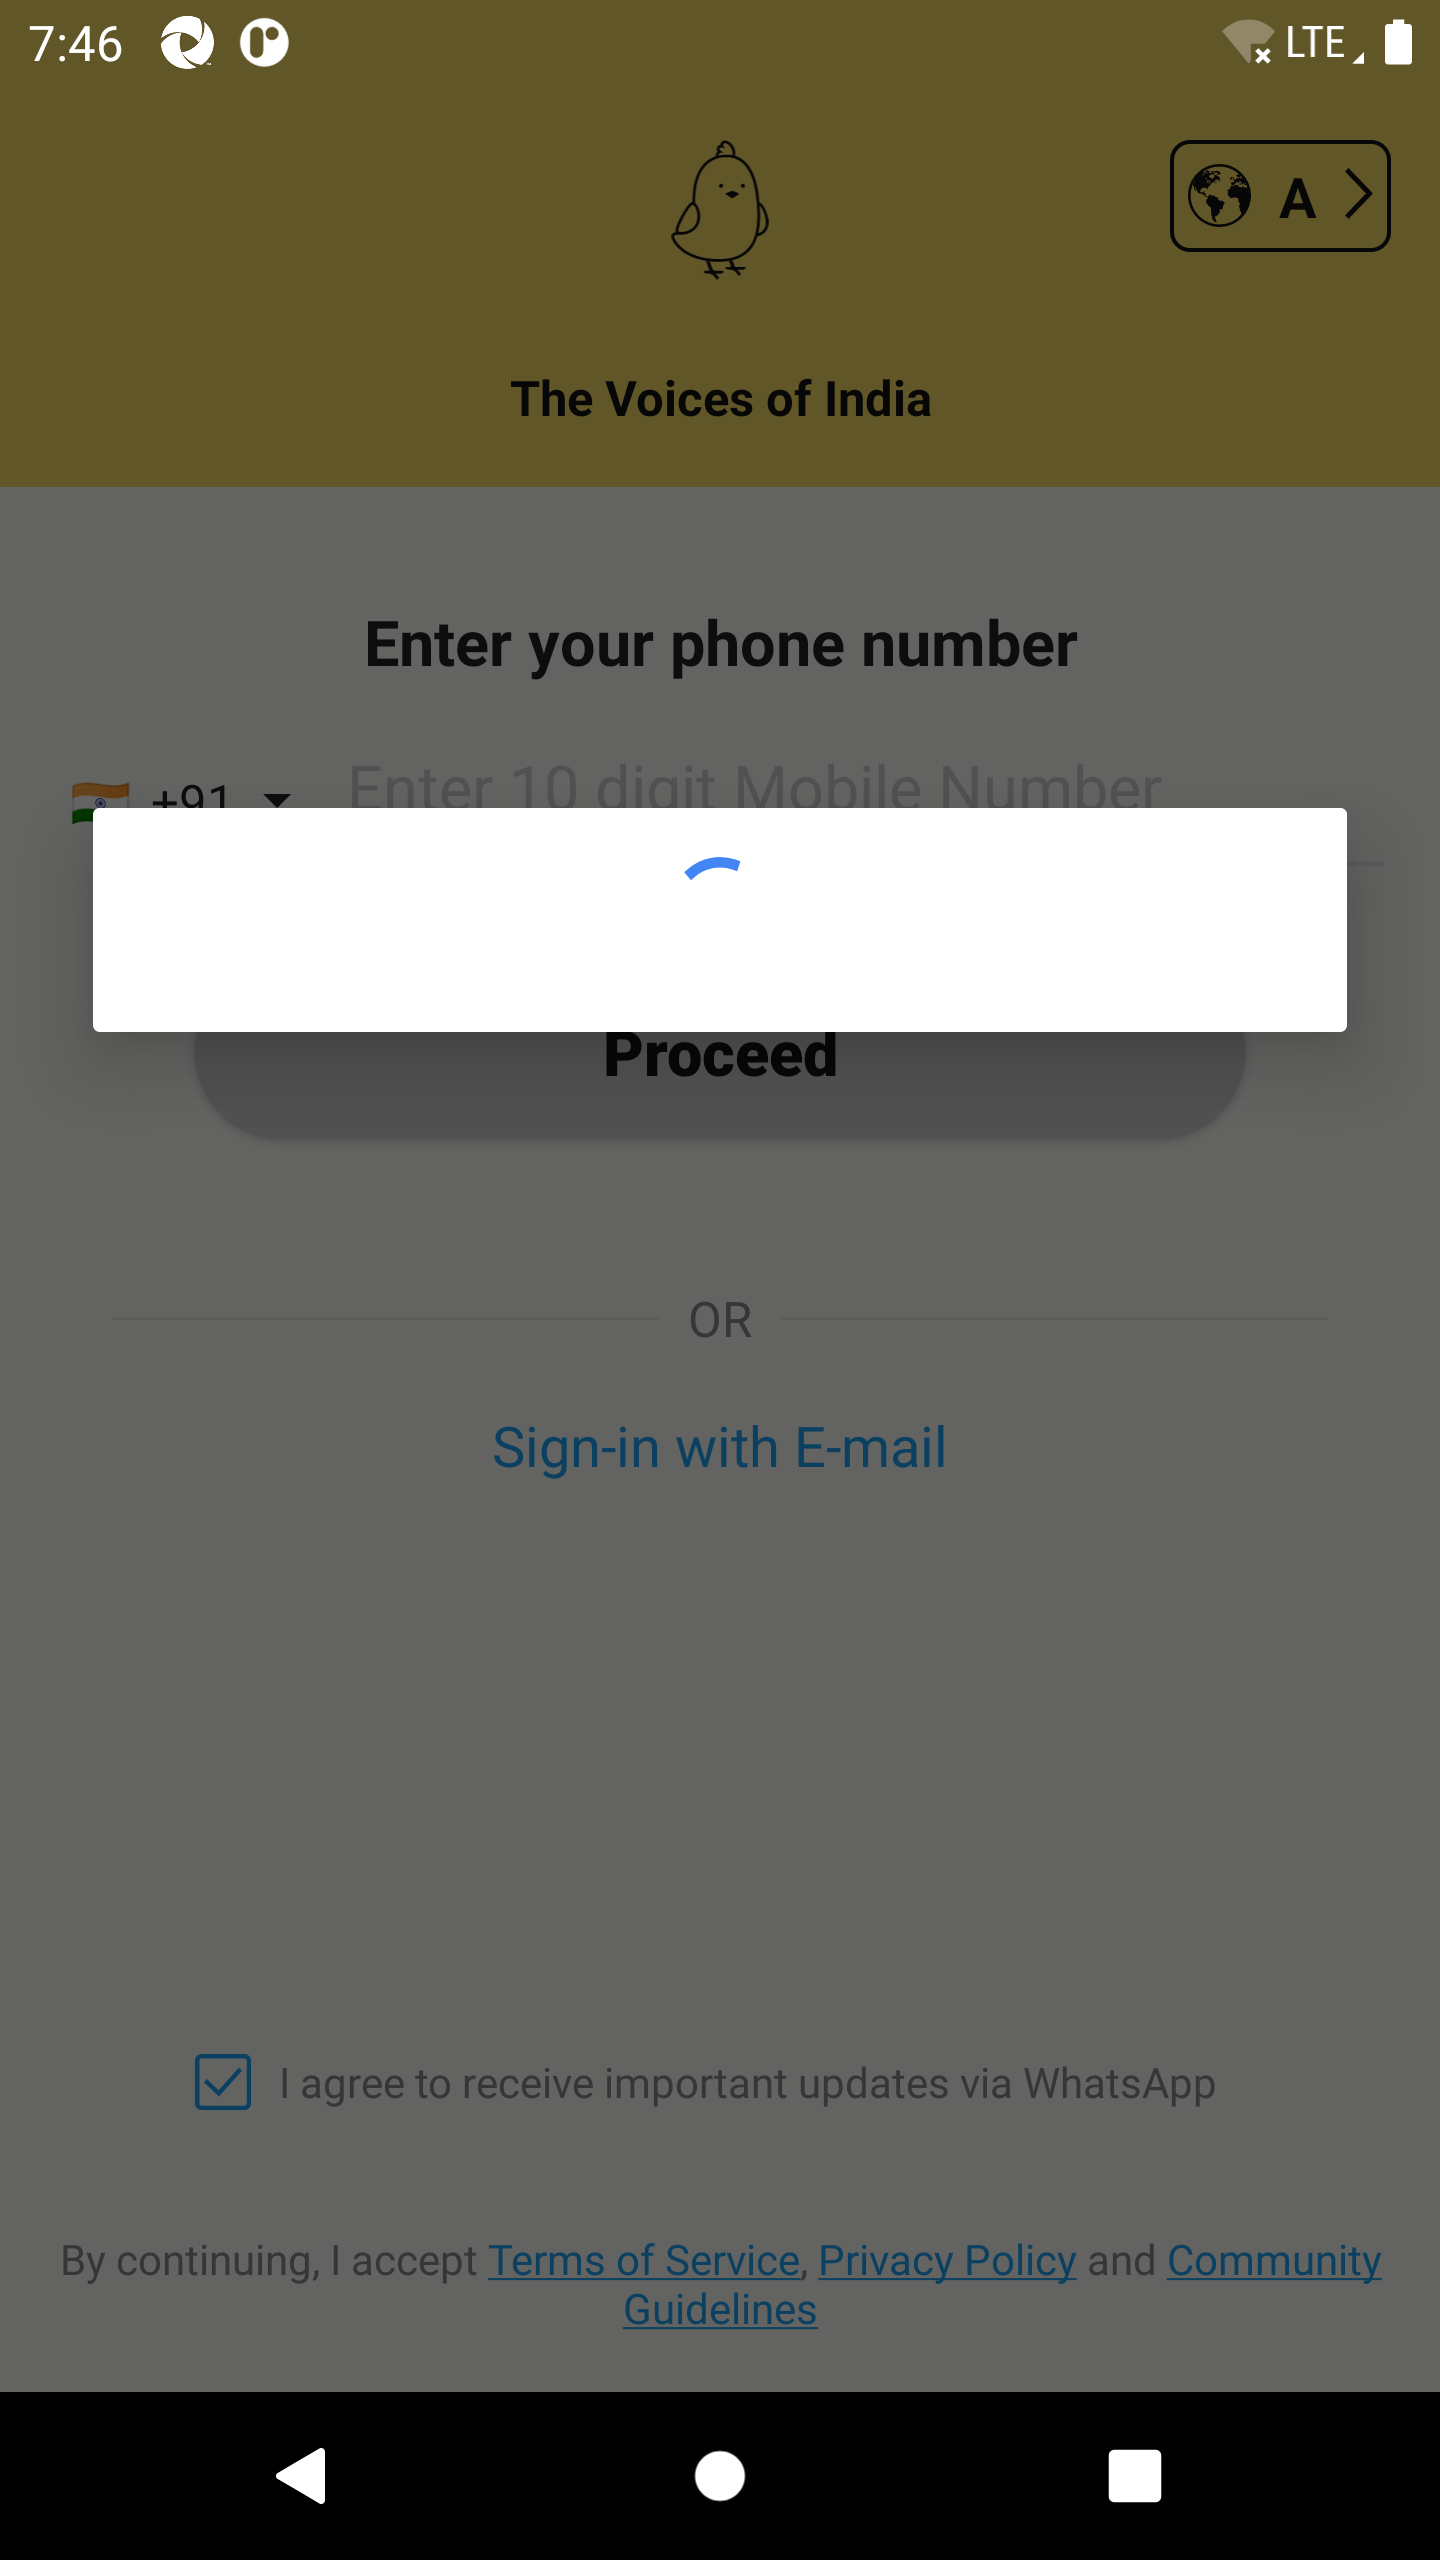 7:46
LTE
A
The Voices of India
Enter your phone number
+91
Enter 10 digit Mobile Number
Proceed
OR
Sign-in with E-mail
I agree to receive important updates via WhatsApp
By continuing, I accept Terms of Service, Privacy Policy and Community
Guidelines